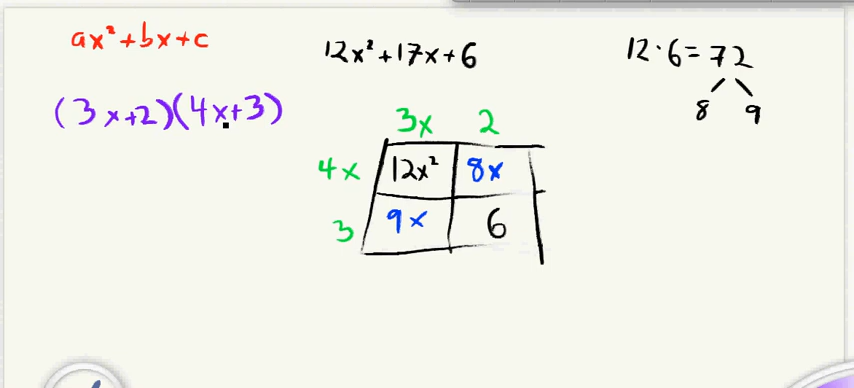 ax²+bx+c
12x²+17x+6
12·6=72
8 9
(3x+2)(4x+3)
3x 2
4x 12x² 8x
3 9x 6